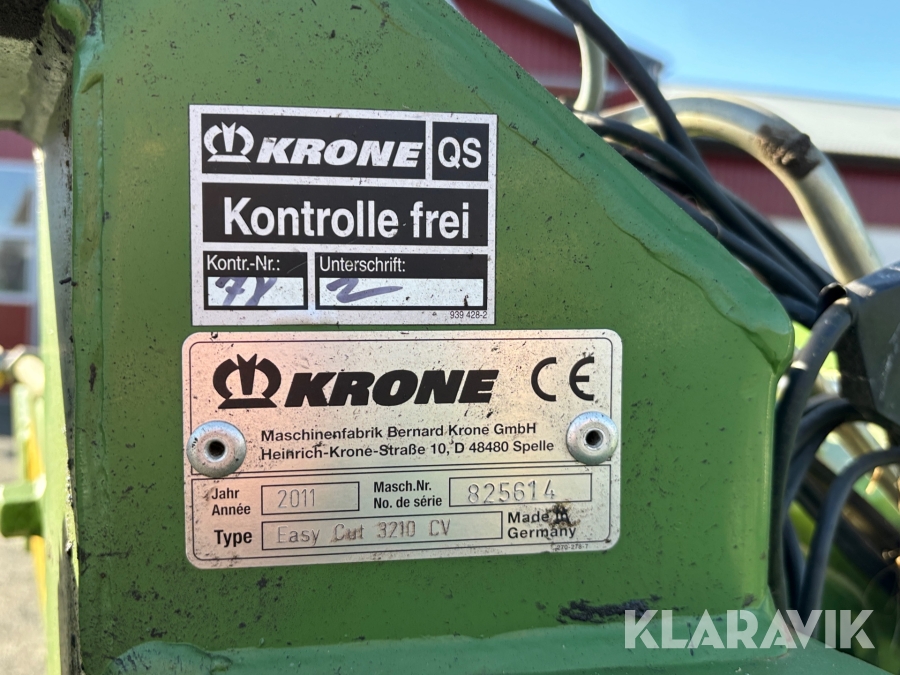 KRONE QS
Kontrolle frei
Kontr.-Nr.: Unterschrift:
939 428-2
KRONE CE
Maschinenfabrik Bernard Krone GmbH
Heinrich-Krone-Straße 10, D 48480 Spelle
Jahr
Année
2011
Masch.Nr.
No. de série
825614
Type
Easy Cut 3210 CV
Made in
Germany
KLARAVIK